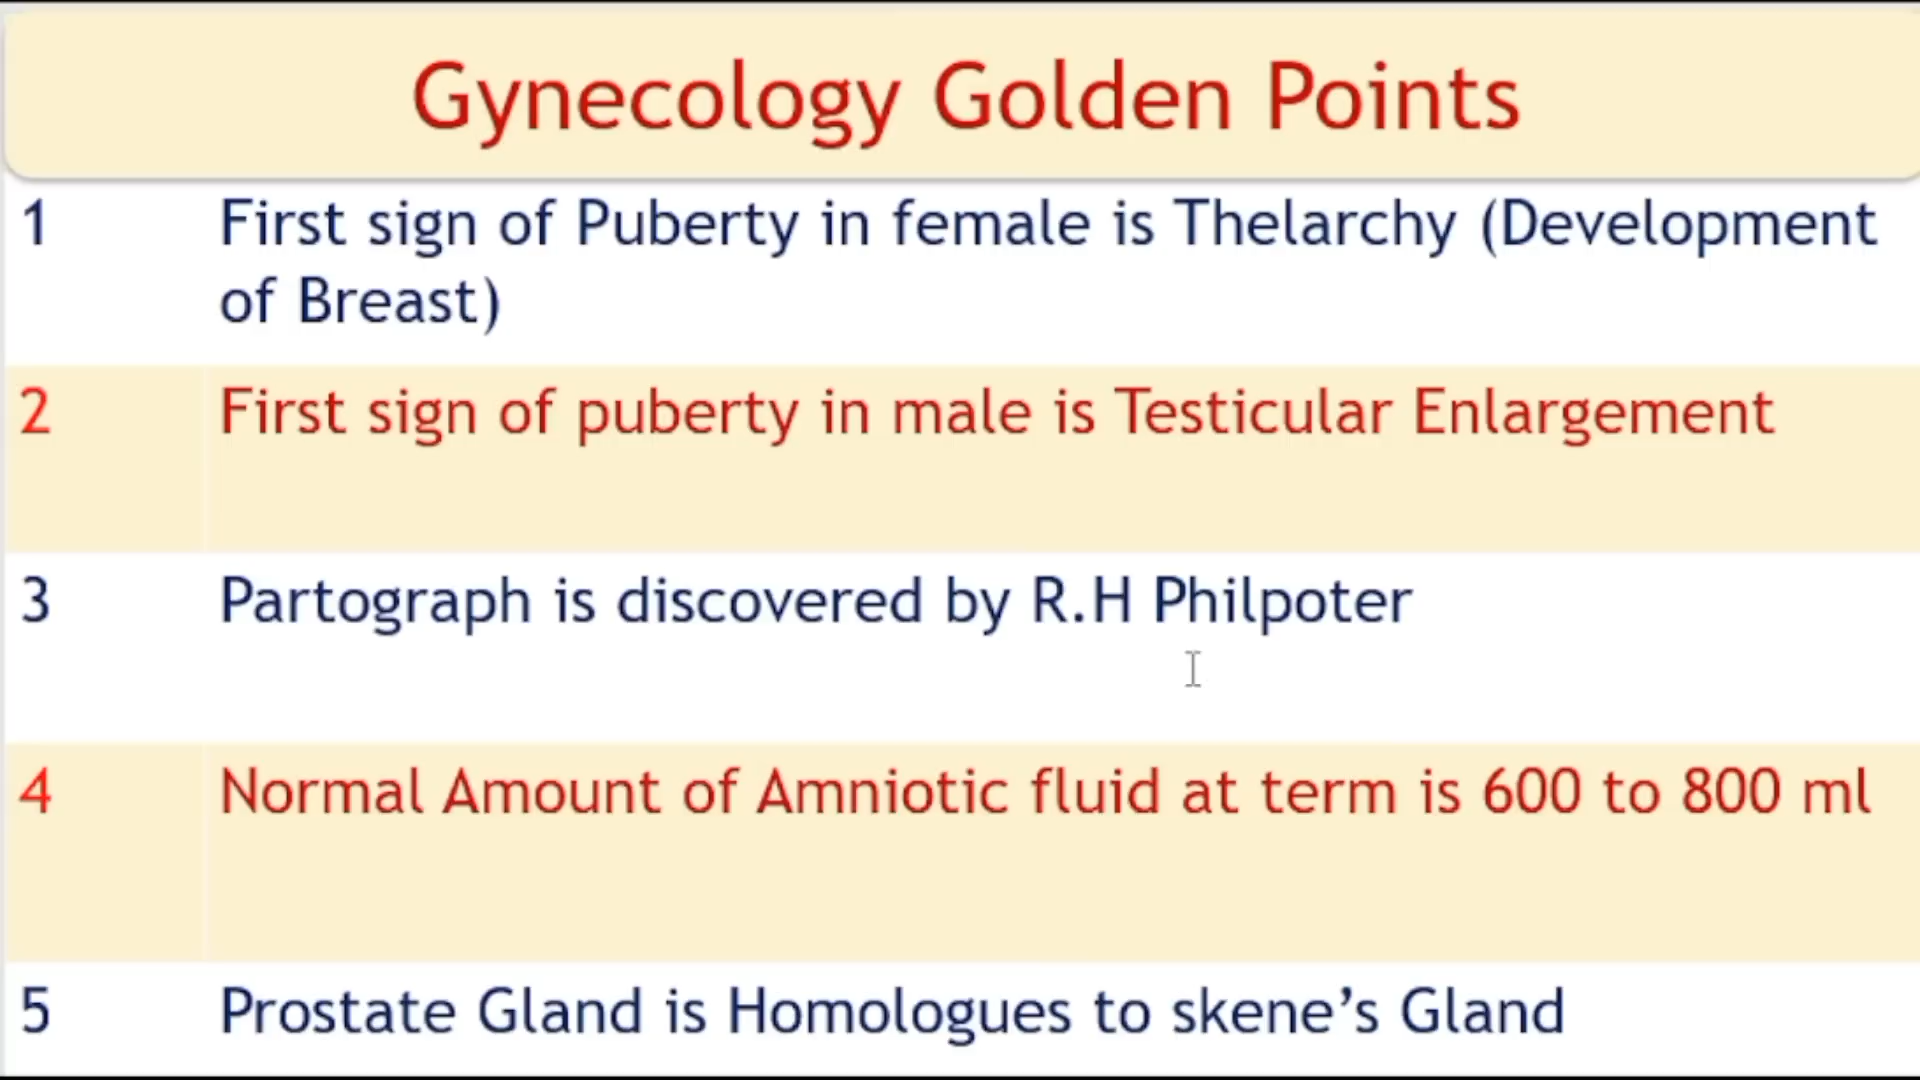 Gynecology Golden Points
1 First sign of Puberty in female is Thelarchy (Development
of Breast)
2 First sign of puberty in male is Testicular Enlargement
3 Partograph is discovered by R.H Philpoter
4 Normal Amount of Amniotic fluid at term is 600 to 800 ml
5 Prostate Gland is Homologues to skene’s Gland